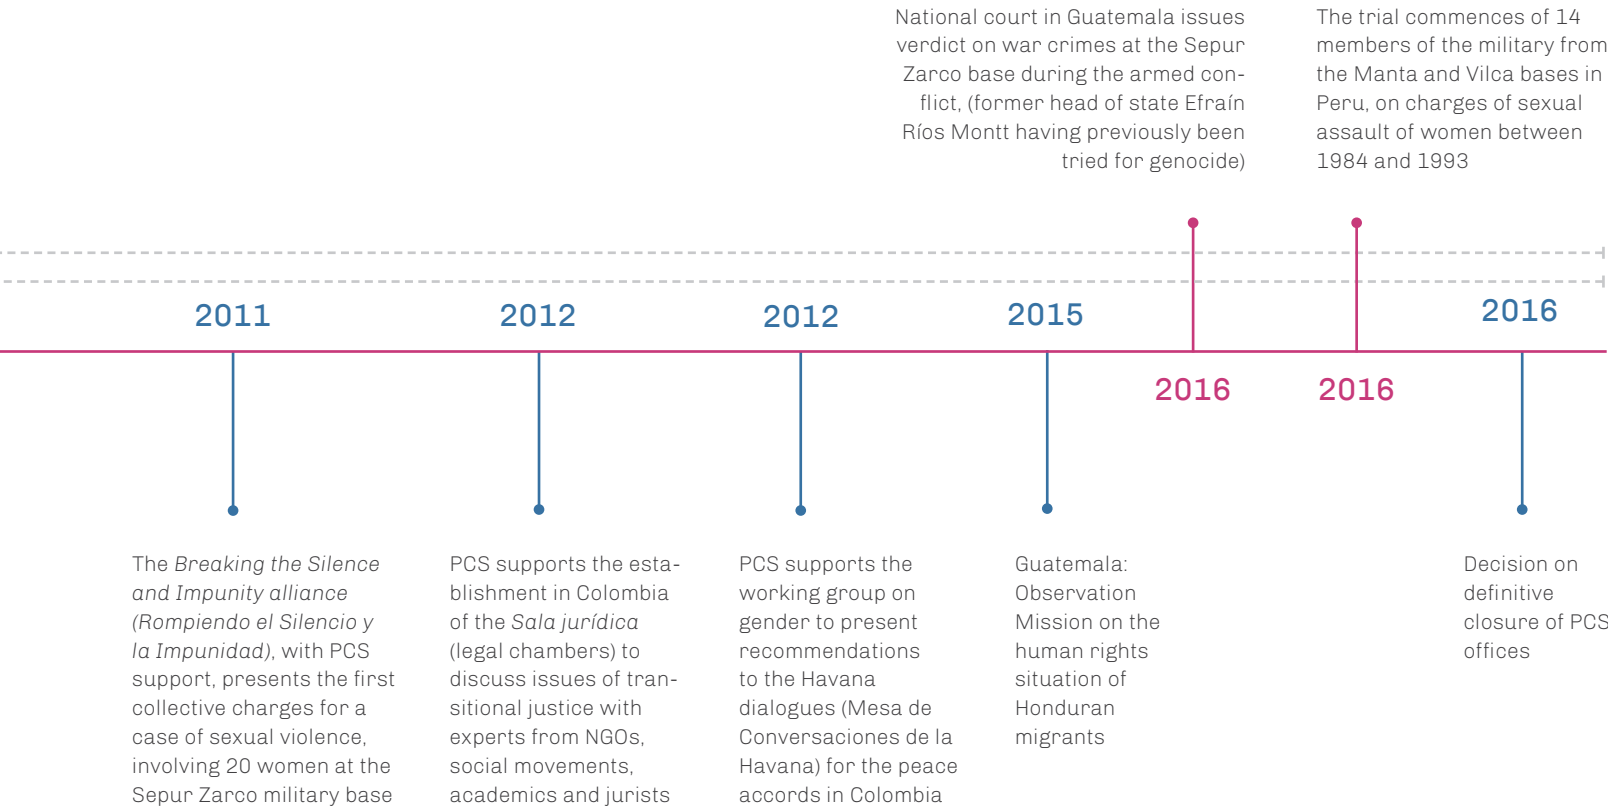 National court in Guatemala issues
verdict on war crimes at the Sepur
Zarco base during the armed con-
flict, (former head of state Efraín
Ríos Montt having previously been
tried for genocide)
The trial commences of 14
members of the military from
the Manta and Vilca bases in
Peru, on charges of sexual
assault of women between
1984 and 1993
2011
2012
2012
2015
2016
2016
2016
The Breaking the Silence
and Impunity alliance
(Rompiendo el Silencio y
la Impunidad), with PCS
support, presents the first
collective charges for a
case of sexual violence,
involving 20 women at the
Sepur Zarco military base
PCS supports the esta-
blishment in Colombia
of the Sala jurídica
(legal chambers) to
discuss issues of tran-
sitional justice with
experts from NGOs,
social movements,
academics and jurists
PCS supports the
working group on
gender to present
recommendations
to the Havana
dialogues (Mesa de
Conversaciones de la
Havana) for the peace
accords in Colombia
Guatemala:
Observation
Mission on the
human rights
situation of
Honduran
migrants
Decision on
definitive
closure of PCS
offices